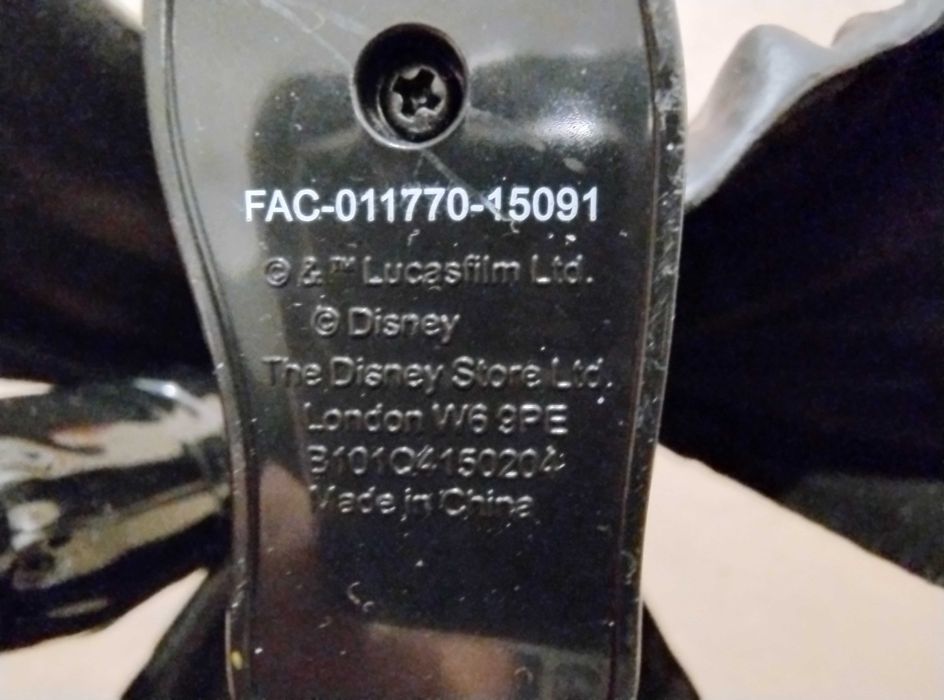 FAC-011770-15091
© & ™ Lucasfilm Ltd.
© Disney
The Disney Store Ltd.
London W6 9PE
B101Q4150204
Made in China